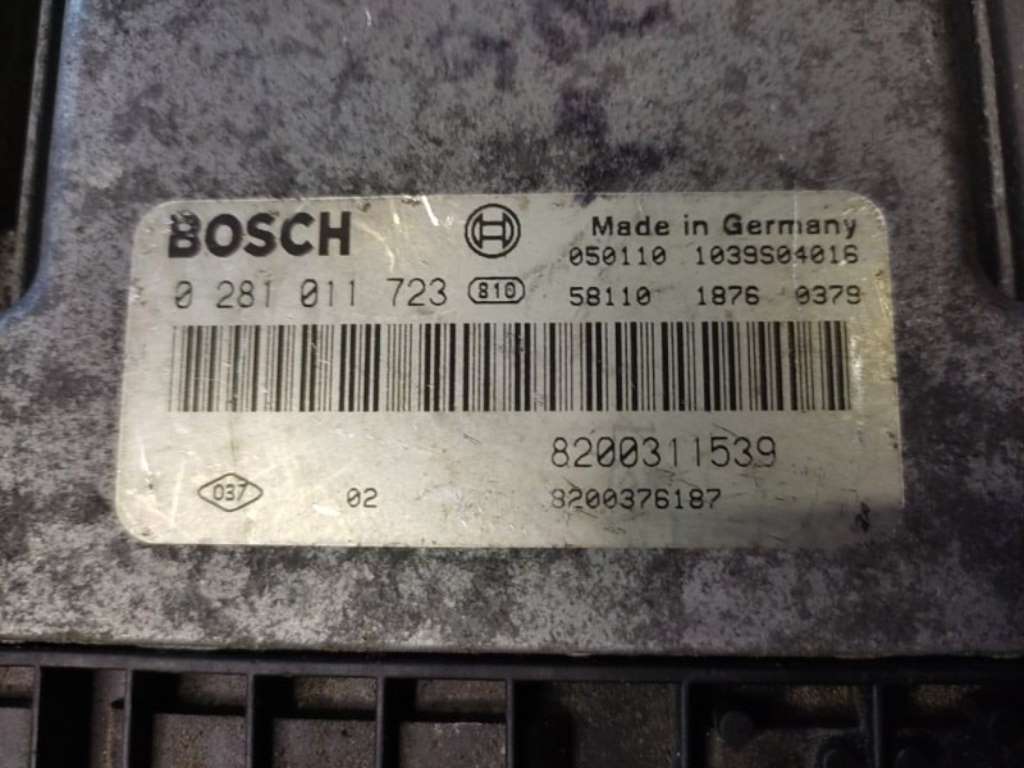 BOSCH
Made in Germany
050110 1039S04016
0 281 011 723 810 58110 1876 0379
8200311539
037 02 8200376187